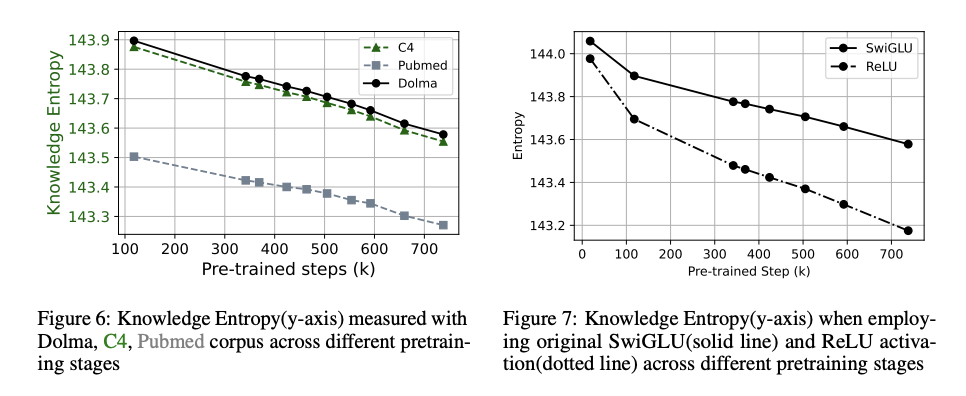 143.9
143.8
143.7
143.6
143.5
143.4
143.3
Knowledge Entropy
C4
Pubmed
Dolma
100 200 300 400 500 600 700
Pre-trained steps (k)
Figure 6: Knowledge Entropy(y-axis) measured with
Dolma, C4, Pubmed corpus across different pretrain-
ing stages
144.0
143.8
143.6
143.4
143.2
Entropy
SwiGLU
ReLU
0 100 200 300 400 500 600 700
Pre-trained Step (k)
Figure 7: Knowledge Entropy(y-axis) when employ-
ing original SwiGLU(solid line) and ReLU activa-
tion(dotted line) across different pretraining stages